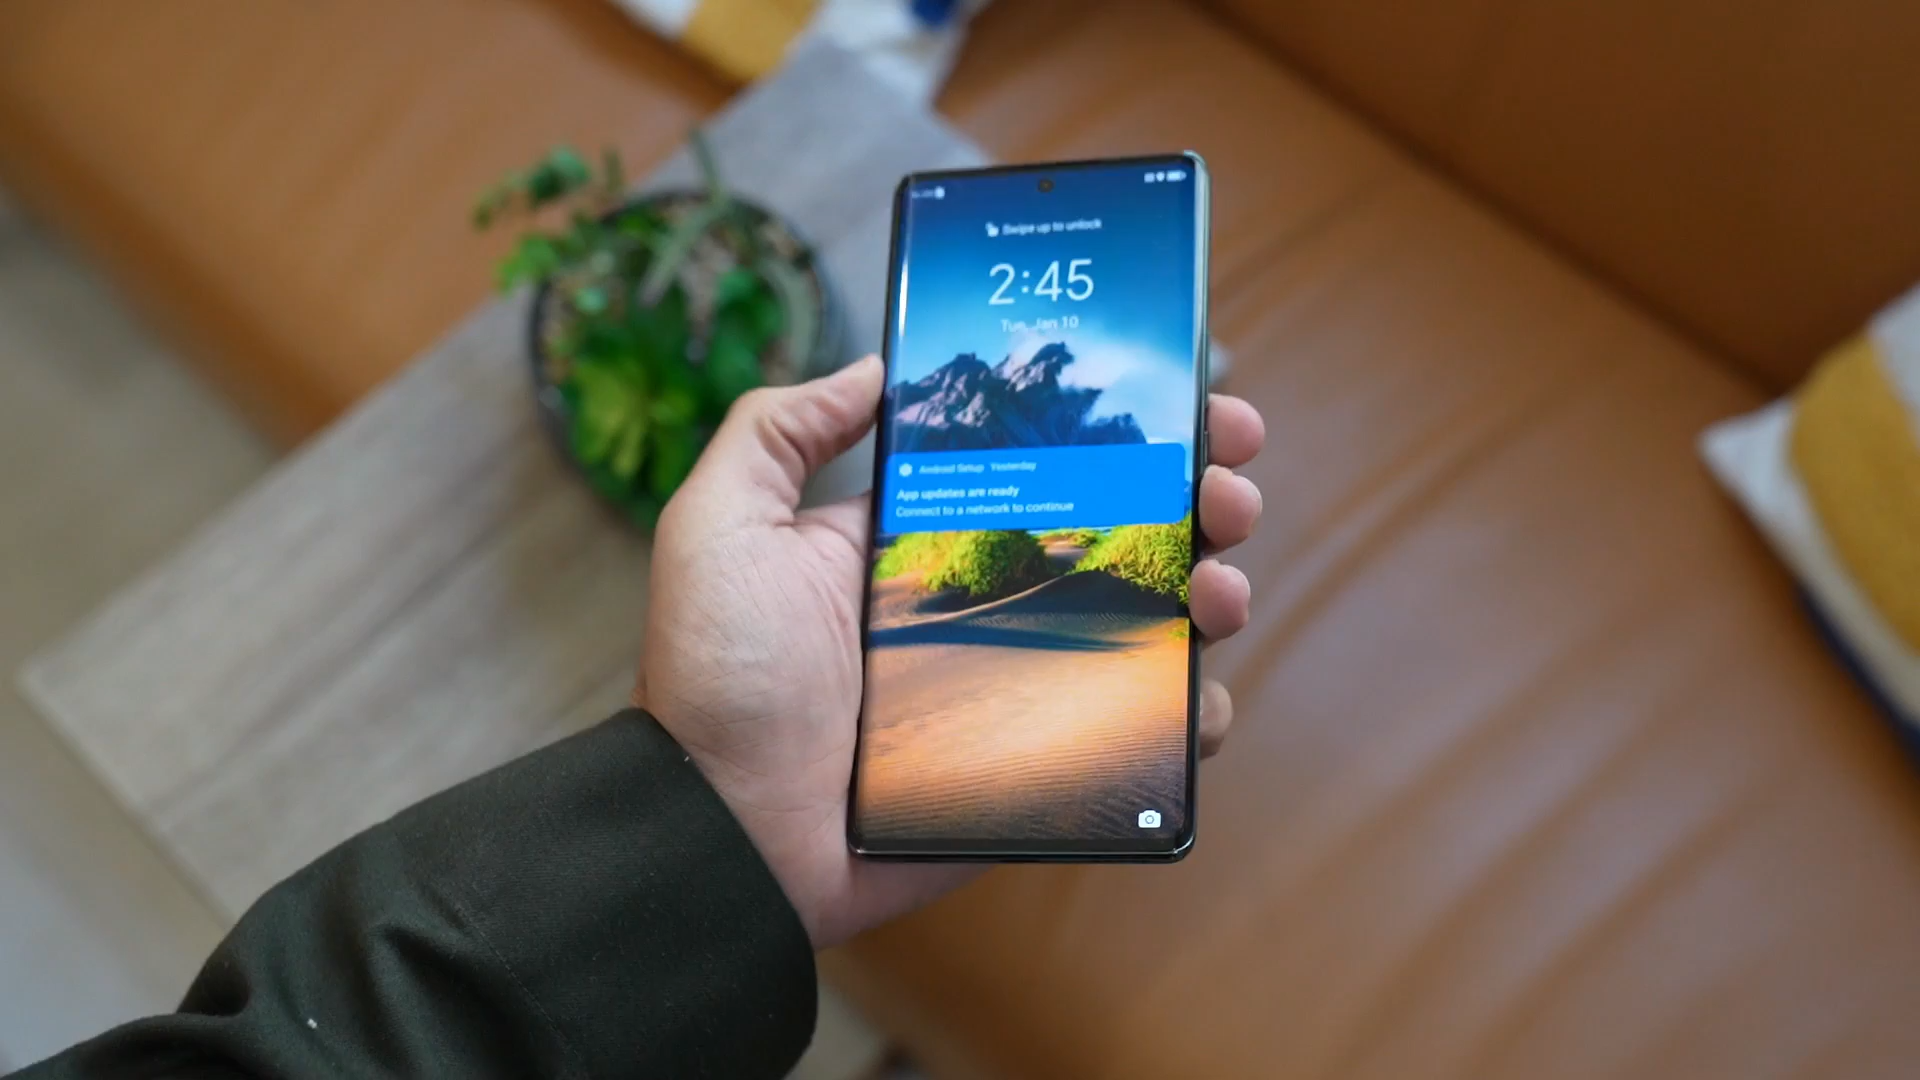 Swipe up to unlock
2:45
Tue, Jan 10
Android Setup Yesterday
App updates are ready
Connect to a network to continue